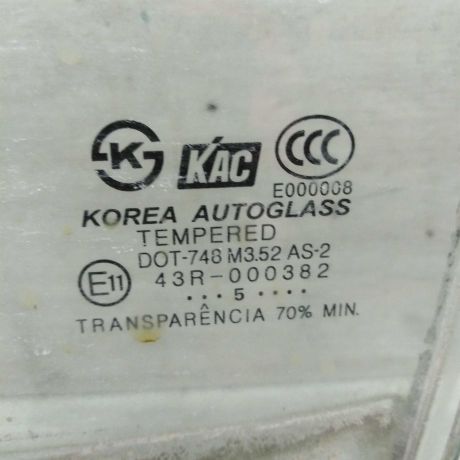 K KAC CCC
E000008
KOREA AUTOGLASS
TEMPERED
DOT-748 M3.52 AS-2
E11 43R-000382
··· 5 ····
TRANSPARÊNCIA 70% MIN.